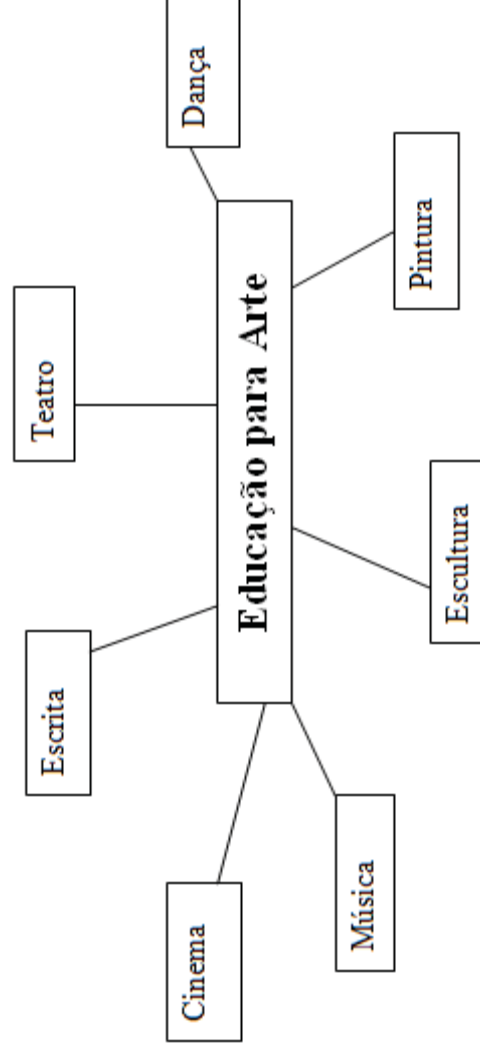 Escrita
Teatro
Cinema
Educação para Arte
Dança
Música
Escultura
Pintura